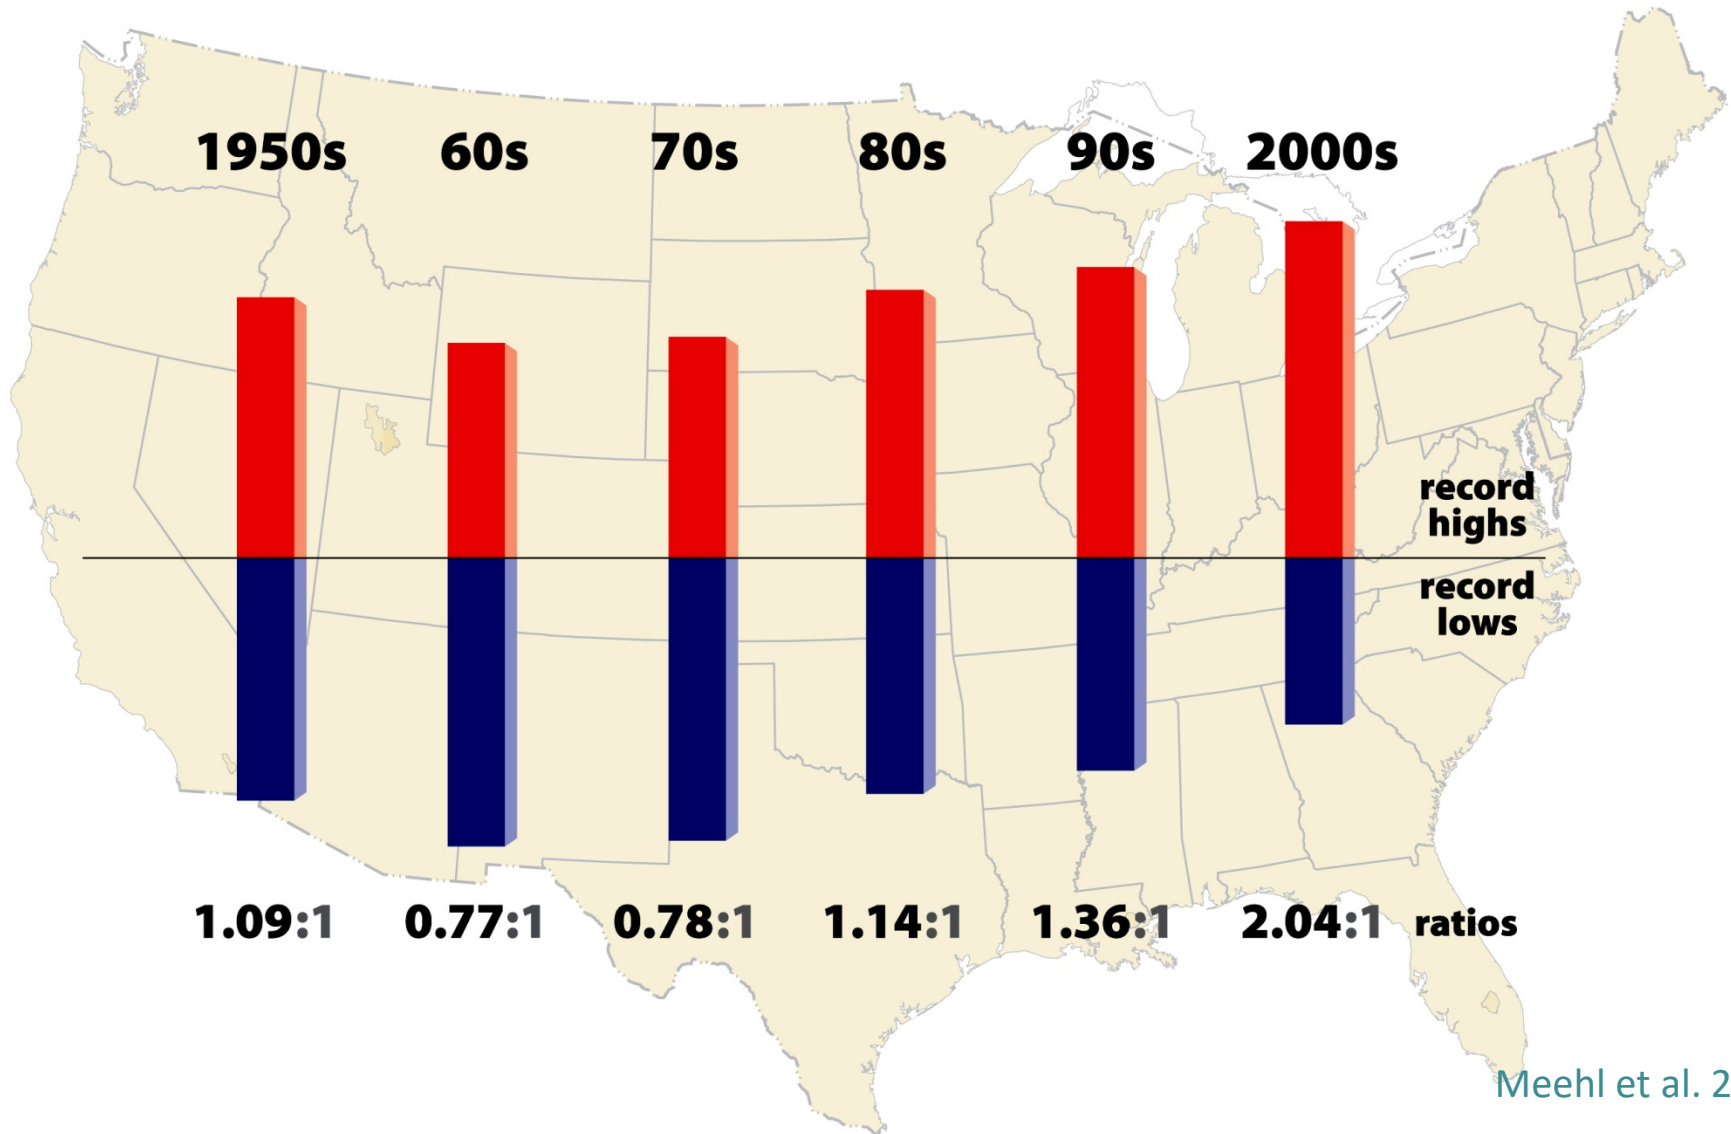 1950s 60s 70s 80s 90s 2000s
record
highs
record
lows
1.09:1 0.77:1 0.78:1 1.14:1 1.36:1 2.04:1 ratios
Meehl et al. 2